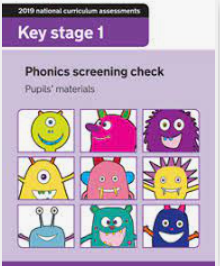 2019 national curriculum assessments
Key stage 1
Phonics screening check
Pupils' materials